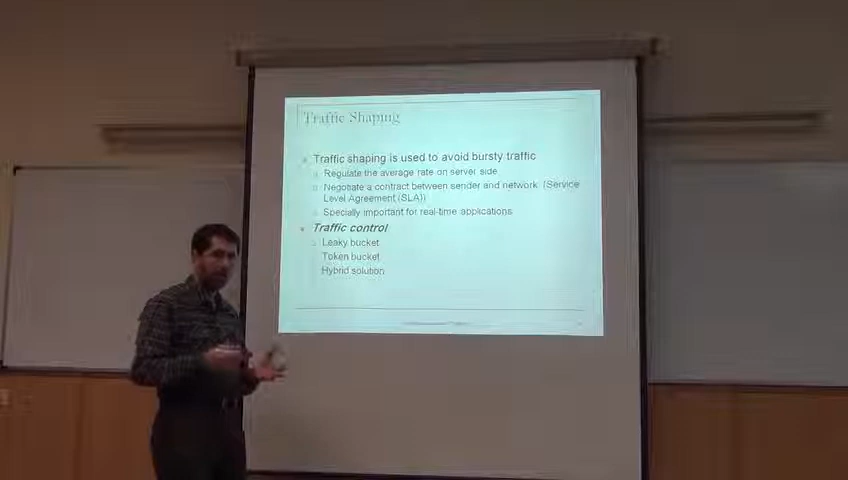 Traffic Shaping
Traffic shaping is used to avoid bursty traffic
Regulate the average rate on server side
Negotiate a contract between sender and network (Service
Level Agreement (SLA))
Specially important for real-time applications
Traffic control
Leaky bucket
Token bucket
Hybrid solution